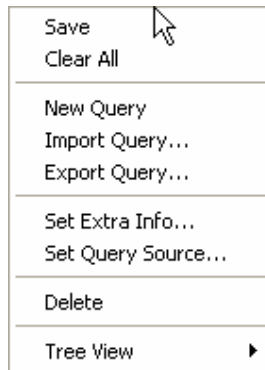 Save
Clear All
New Query
Import Query...
Export Query...
Set Extra Info...
Set Query Source...
Delete
Tree View